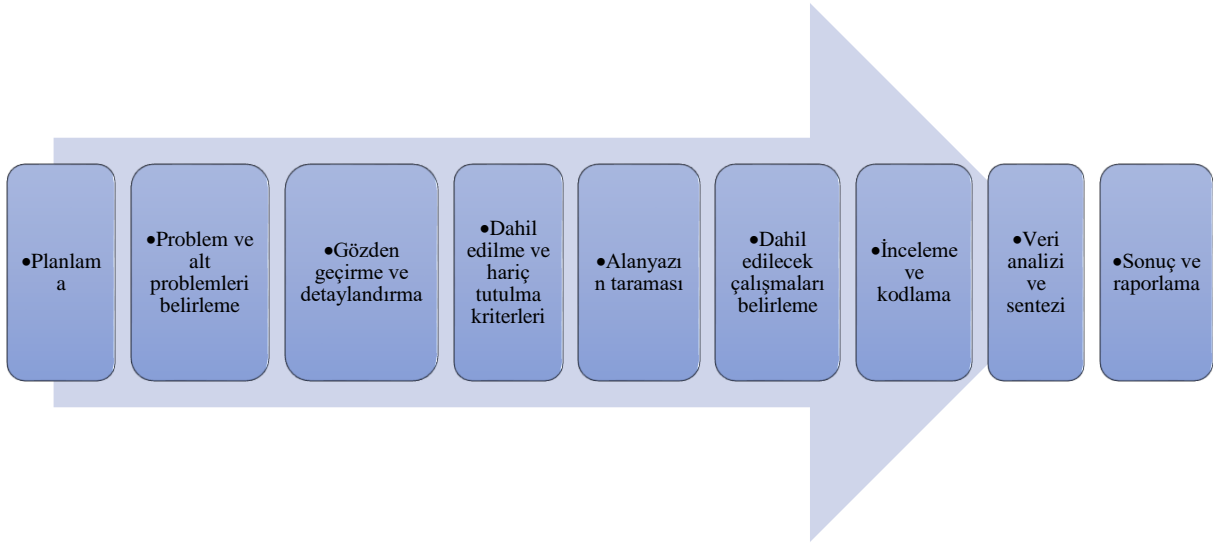 •Planlam
a
•Problem ve
alt
problemleri
belirleme
•Gözden
geçirme ve
detaylandırma
•Dahil
edilme ve
hariç
tutulma
kriterleri
•Alanyazı
n taraması
•Dahil
edilecek
çalışmaları
belirleme
•İnceleme
ve
kodlama
•Veri
analizi
ve
sentezi
•Sonuç ve
raporlama